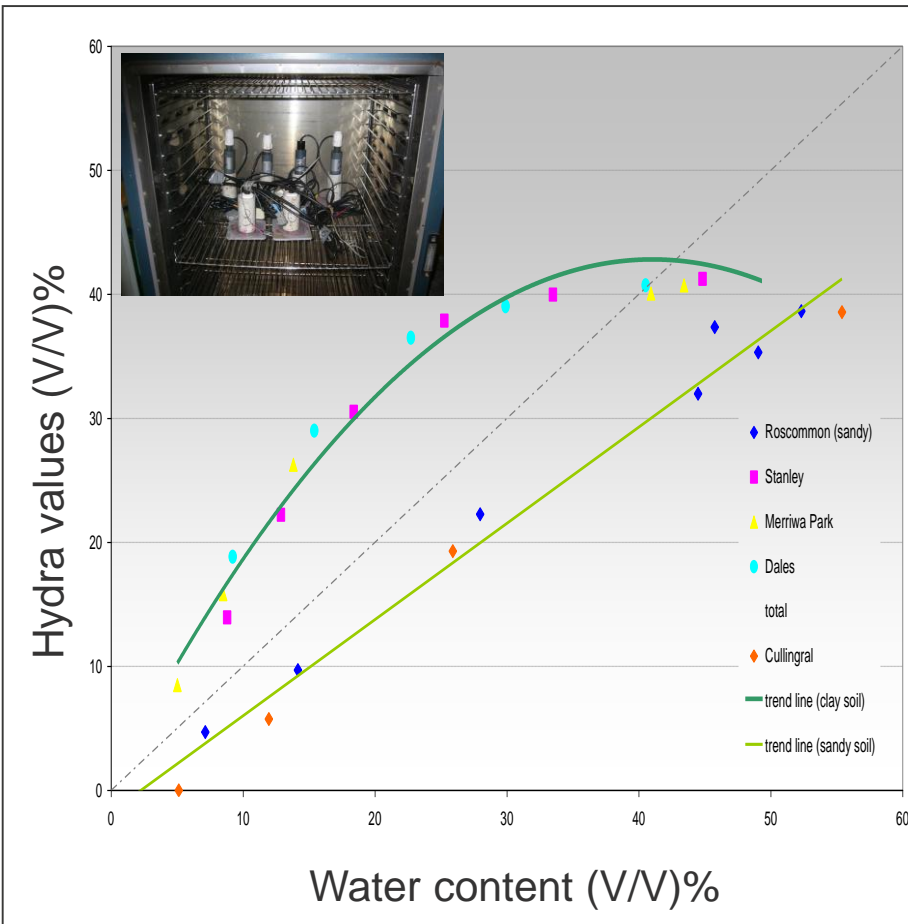 Hydra values (V/V)%
60
50
40
30
20
10
0
Roscommon (sandy)
Stanley
Merriwa Park
Dales
total
Cullingral
trend line (clay soil)
trend line (sandy soil)
0 10 20 30 40 50 60
Water content (V/V)%